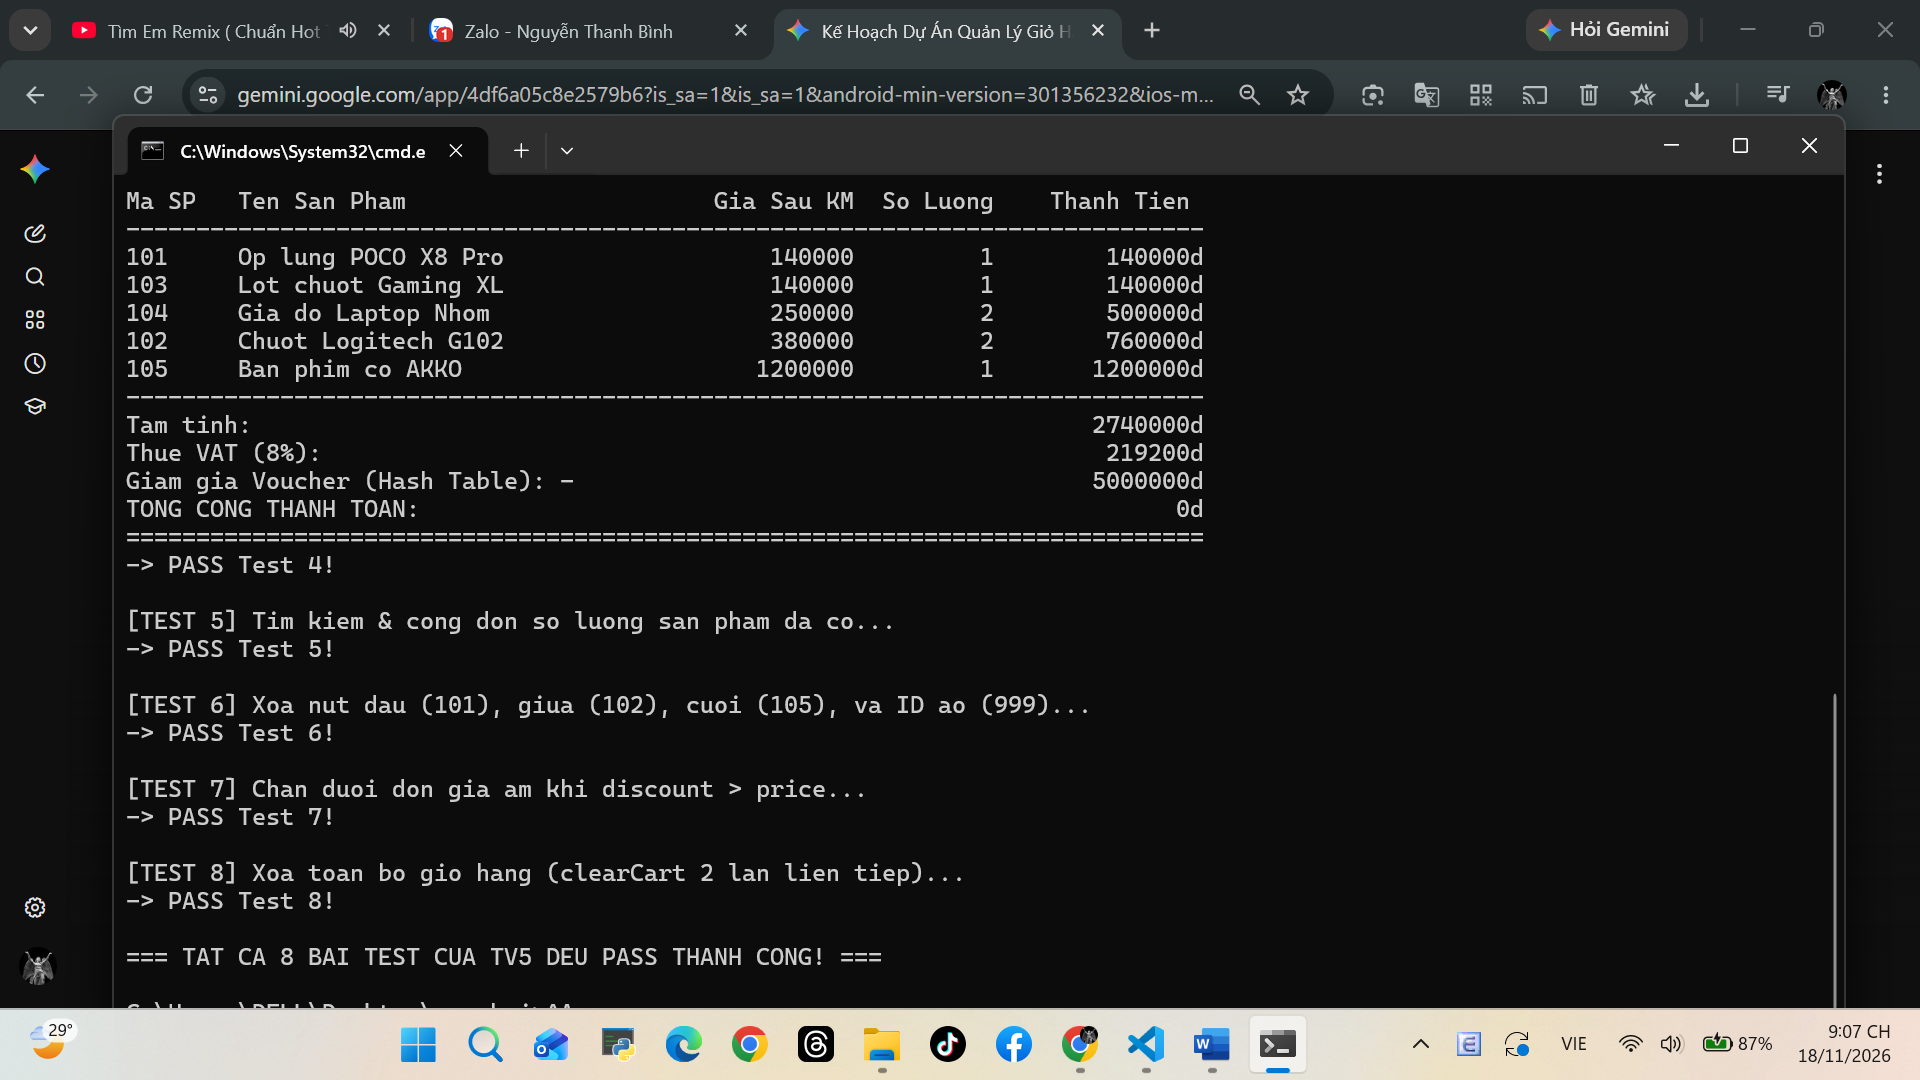 Tìm Em Remix ( Chuẩn Hot
Zalo - Nguyễn Thanh Bình
Kế Hoạch Dự Án Quản Lý Giỏ H
Hỏi Gemini
gemini.google.com/app/4df6a05c8e2579b6?is_sa=1&is_sa=1&android-min-version=301356232&ios-m...
C:\Windows\System32\cmd.e
Ma SP Ten San Pham Gia Sau KM So Luong Thanh Tien
-----------------------------------------------------------------------------
101 Op lung POCO X8 Pro 140000 1 140000d
103 Lot chuot Gaming XL 140000 1 140000d
104 Gia do Laptop Nhom 250000 2 500000d
102 Chuot Logitech G102 380000 2 760000d
105 Ban phim co AKKO 1200000 1 1200000d
-----------------------------------------------------------------------------
Tam tinh: 2740000d
Thue VAT (8%): 219200d
Giam gia Voucher (Hash Table): - 5000000d
TONG CONG THANH TOAN: 0d
=============================================================================
-> PASS Test 4!
[TEST 5] Tim kiem & cong don so luong san pham da co...
-> PASS Test 5!
[TEST 6] Xoa nut dau (101), giua (102), cuoi (105), va ID ao (999)...
-> PASS Test 6!
[TEST 7] Chan duoi don gia am khi discount > price...
-> PASS Test 7!
[TEST 8] Xoa toan bo gio hang (clearCart 2 lan lien tiep)...
-> PASS Test 8!
=== TAT CA 8 BAI TEST CUA TV5 DEU PASS THANH CONG! ===
29°
VIE
87%
9:07 CH
18/11/2026